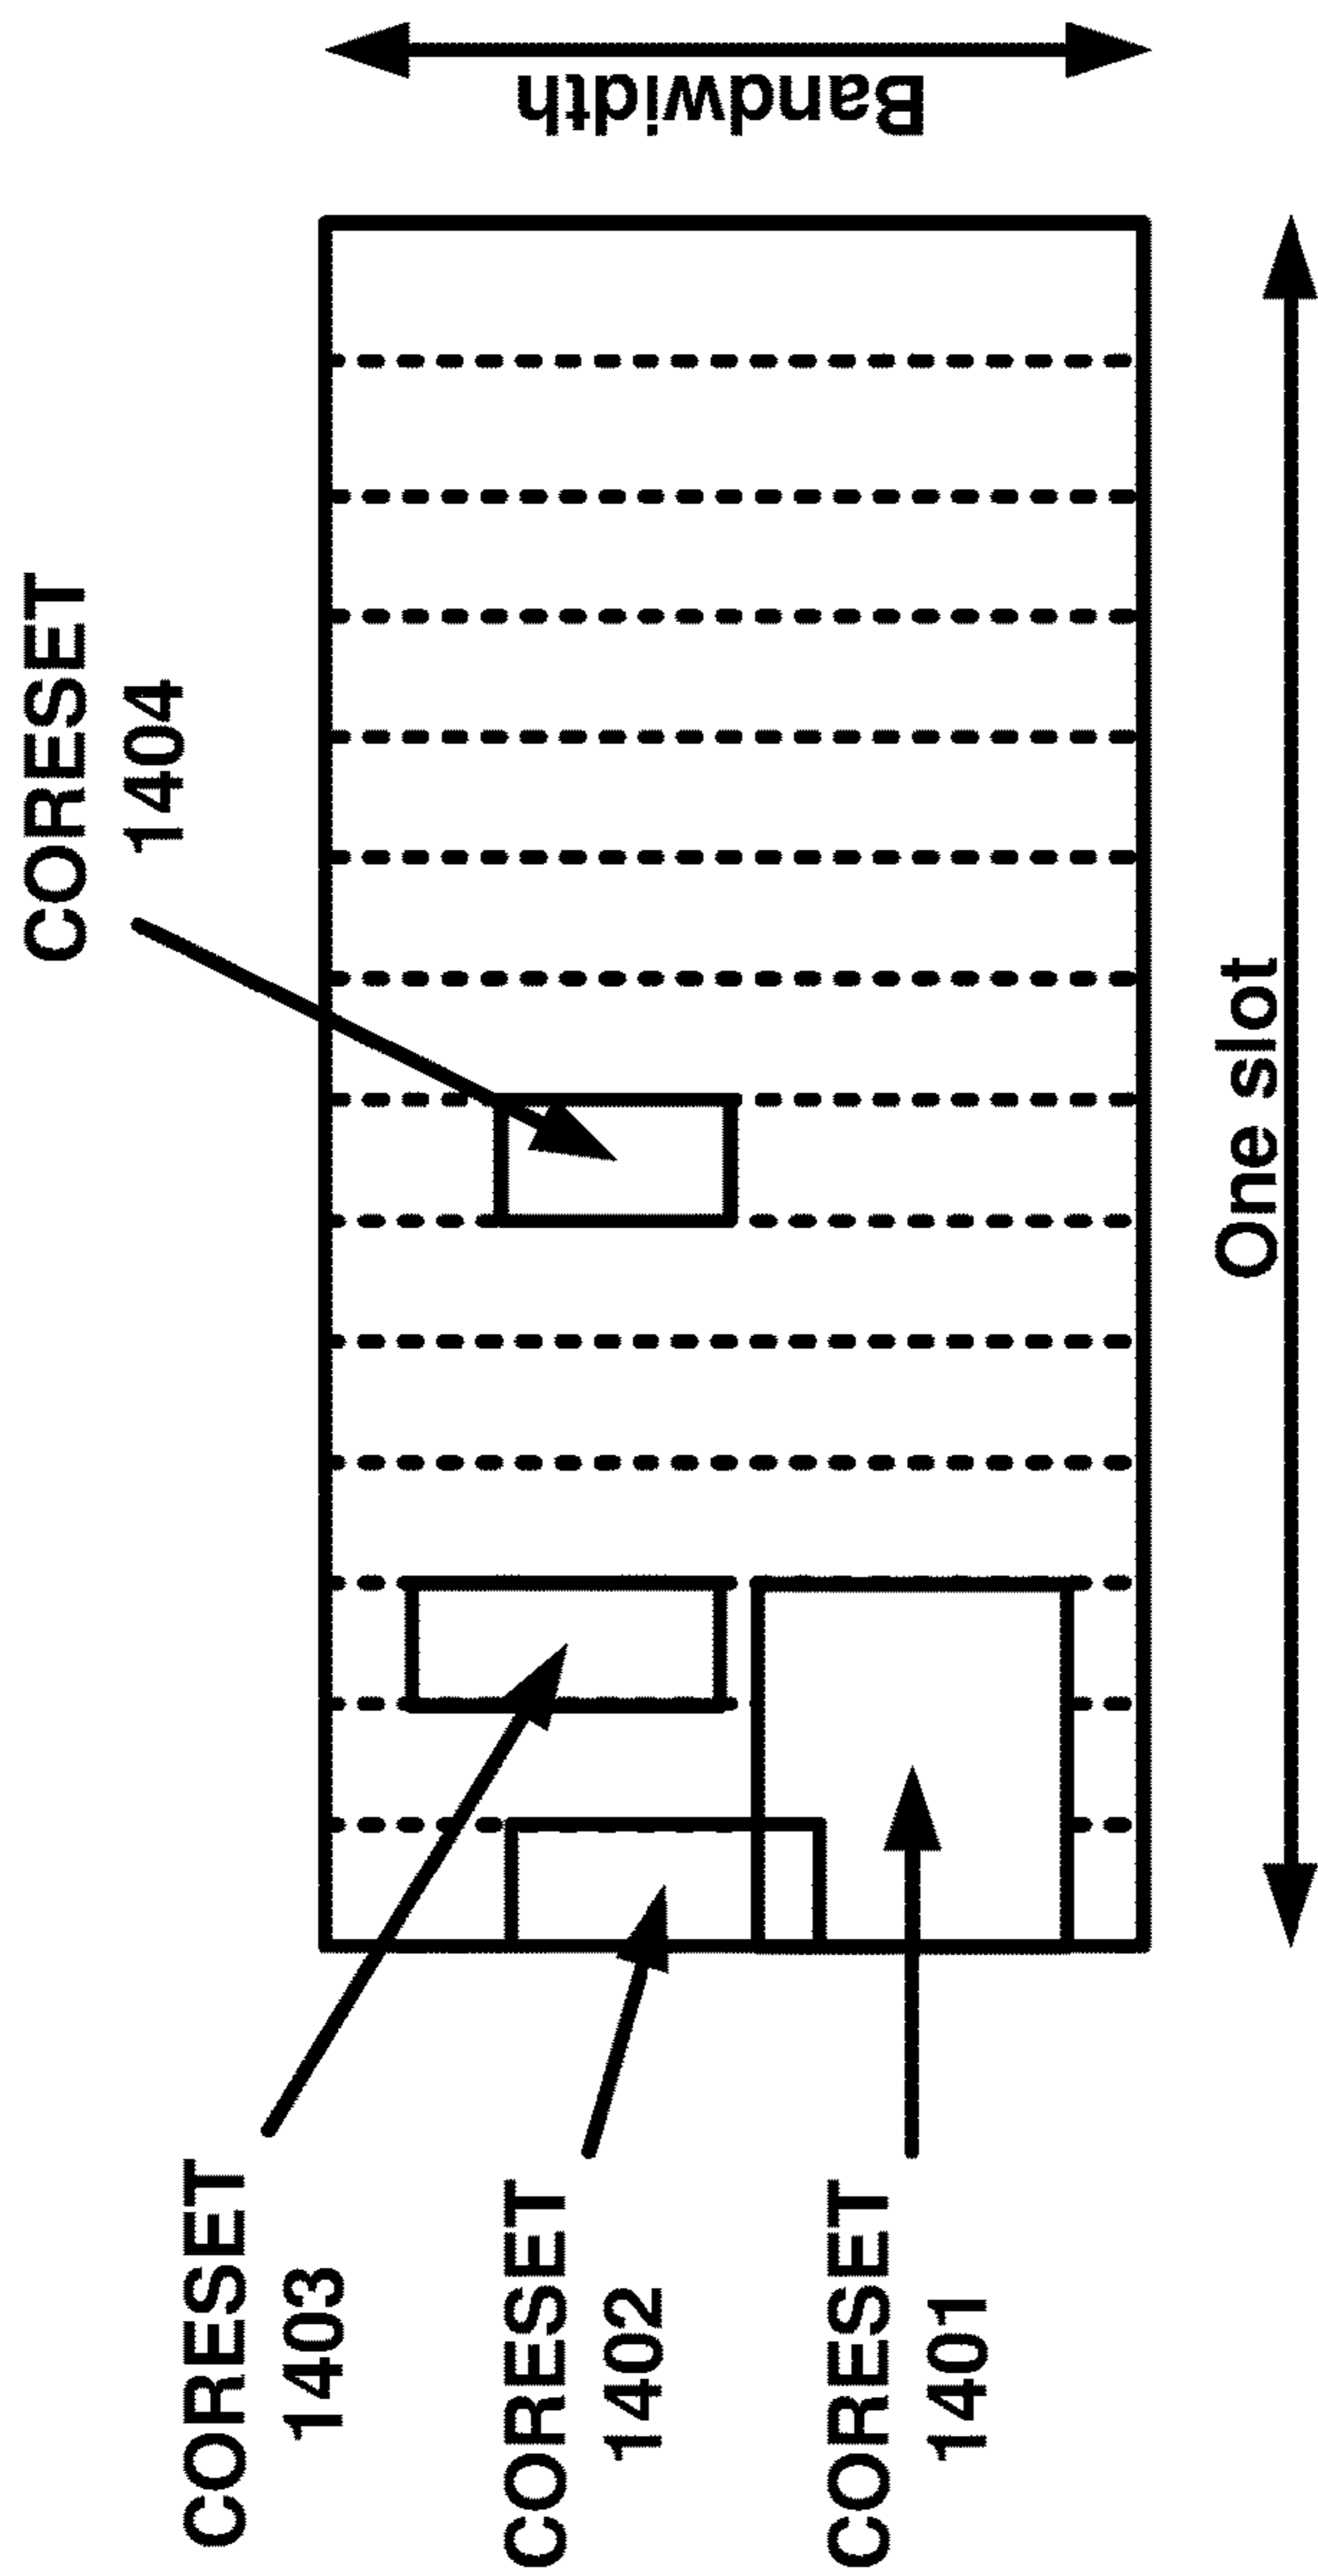 CORESET
1403
CORESET
1402
CORESET
1401
CORESET
1404
One slot
Bandwidth